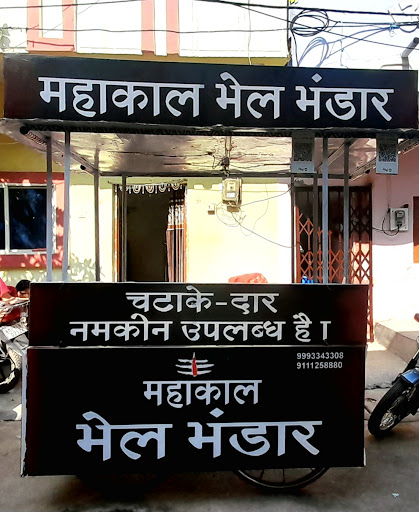 महाकाल भेल भंडार
चटाके-दार
नमकीन उपलब्ध है।
9993343308
9111258880
महाकाल
भेल भंडार